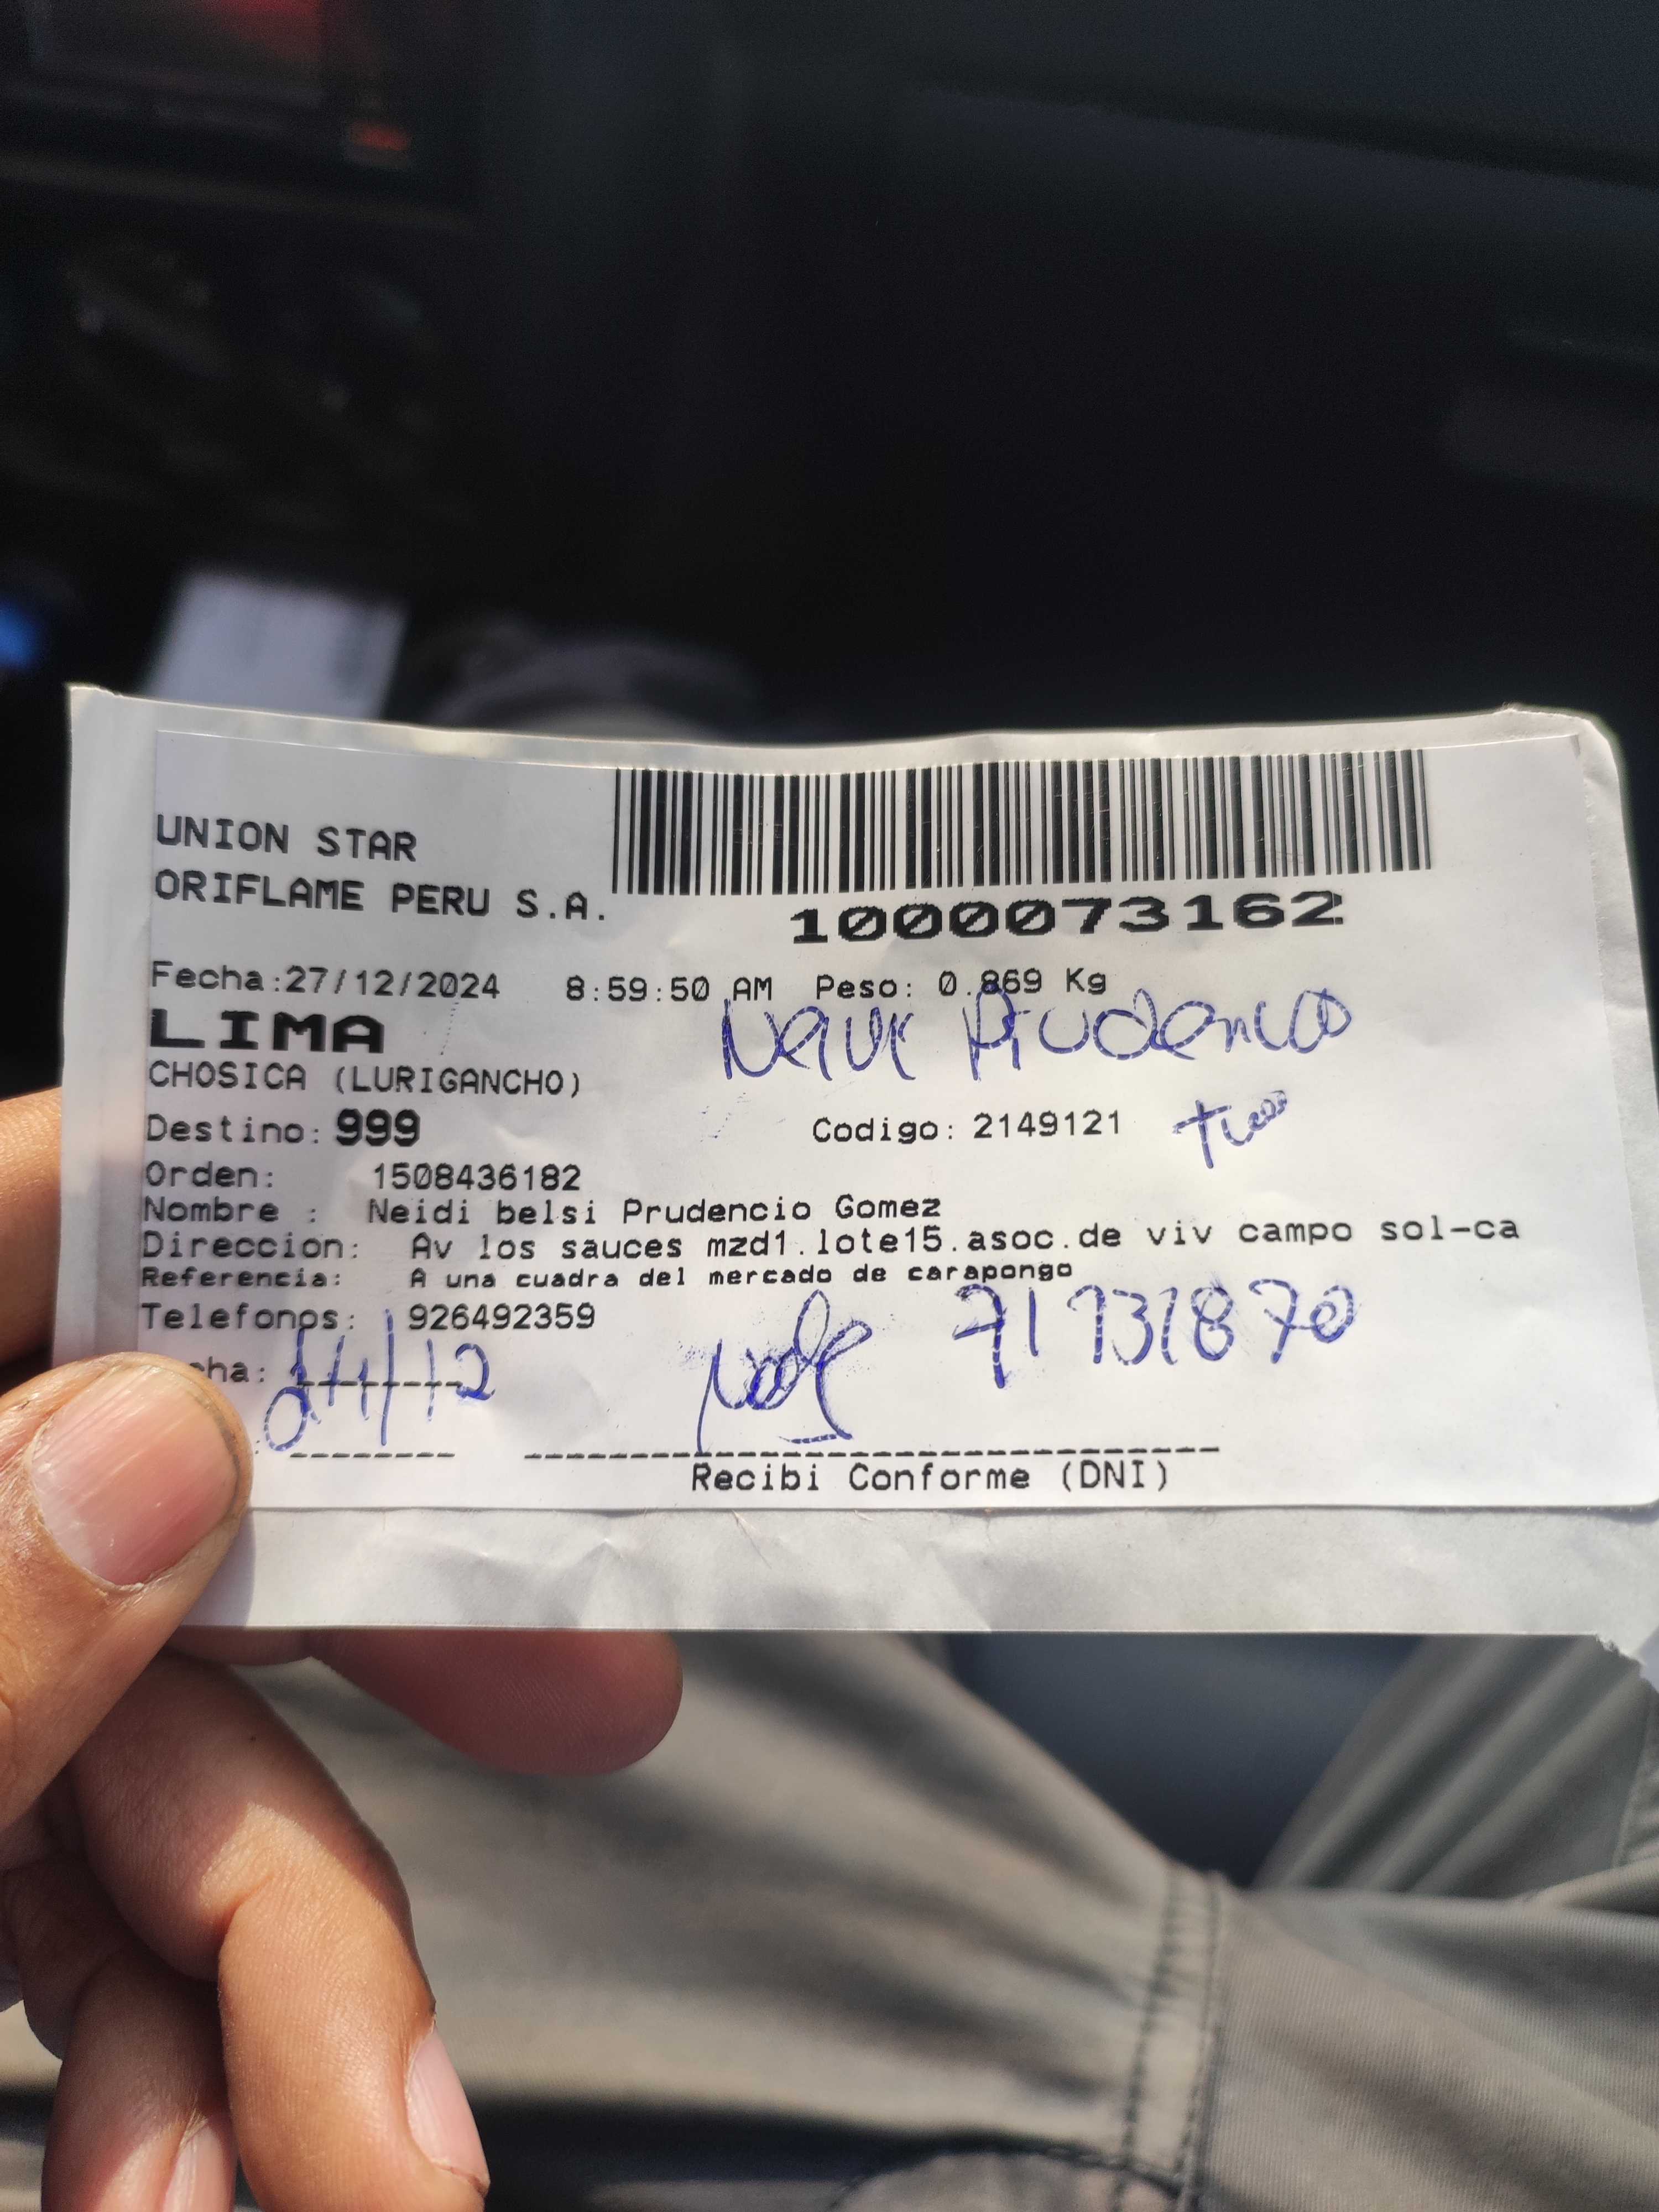 UNION STAR
ORIFLAME PERU S.A.
1000073162
Fecha:27/12/2024 8:59:50 AM Peso: 0.869 Kg
LIMA
Prudencio
CHOSICA (LURIGANCHO)
Destino: 999 Codigo: 2149121
Orden: 1508436182
Nombre : Neidi belsi Prudencio Gomez
Direccion: Av los sauces mzd1.lote15.asoc.de viv campo sol-ca
Referencia: A una cuadra del mercado de carapongo
Telefonos: 926492359
71731870
ha:
Recibi Conforme (DNI)